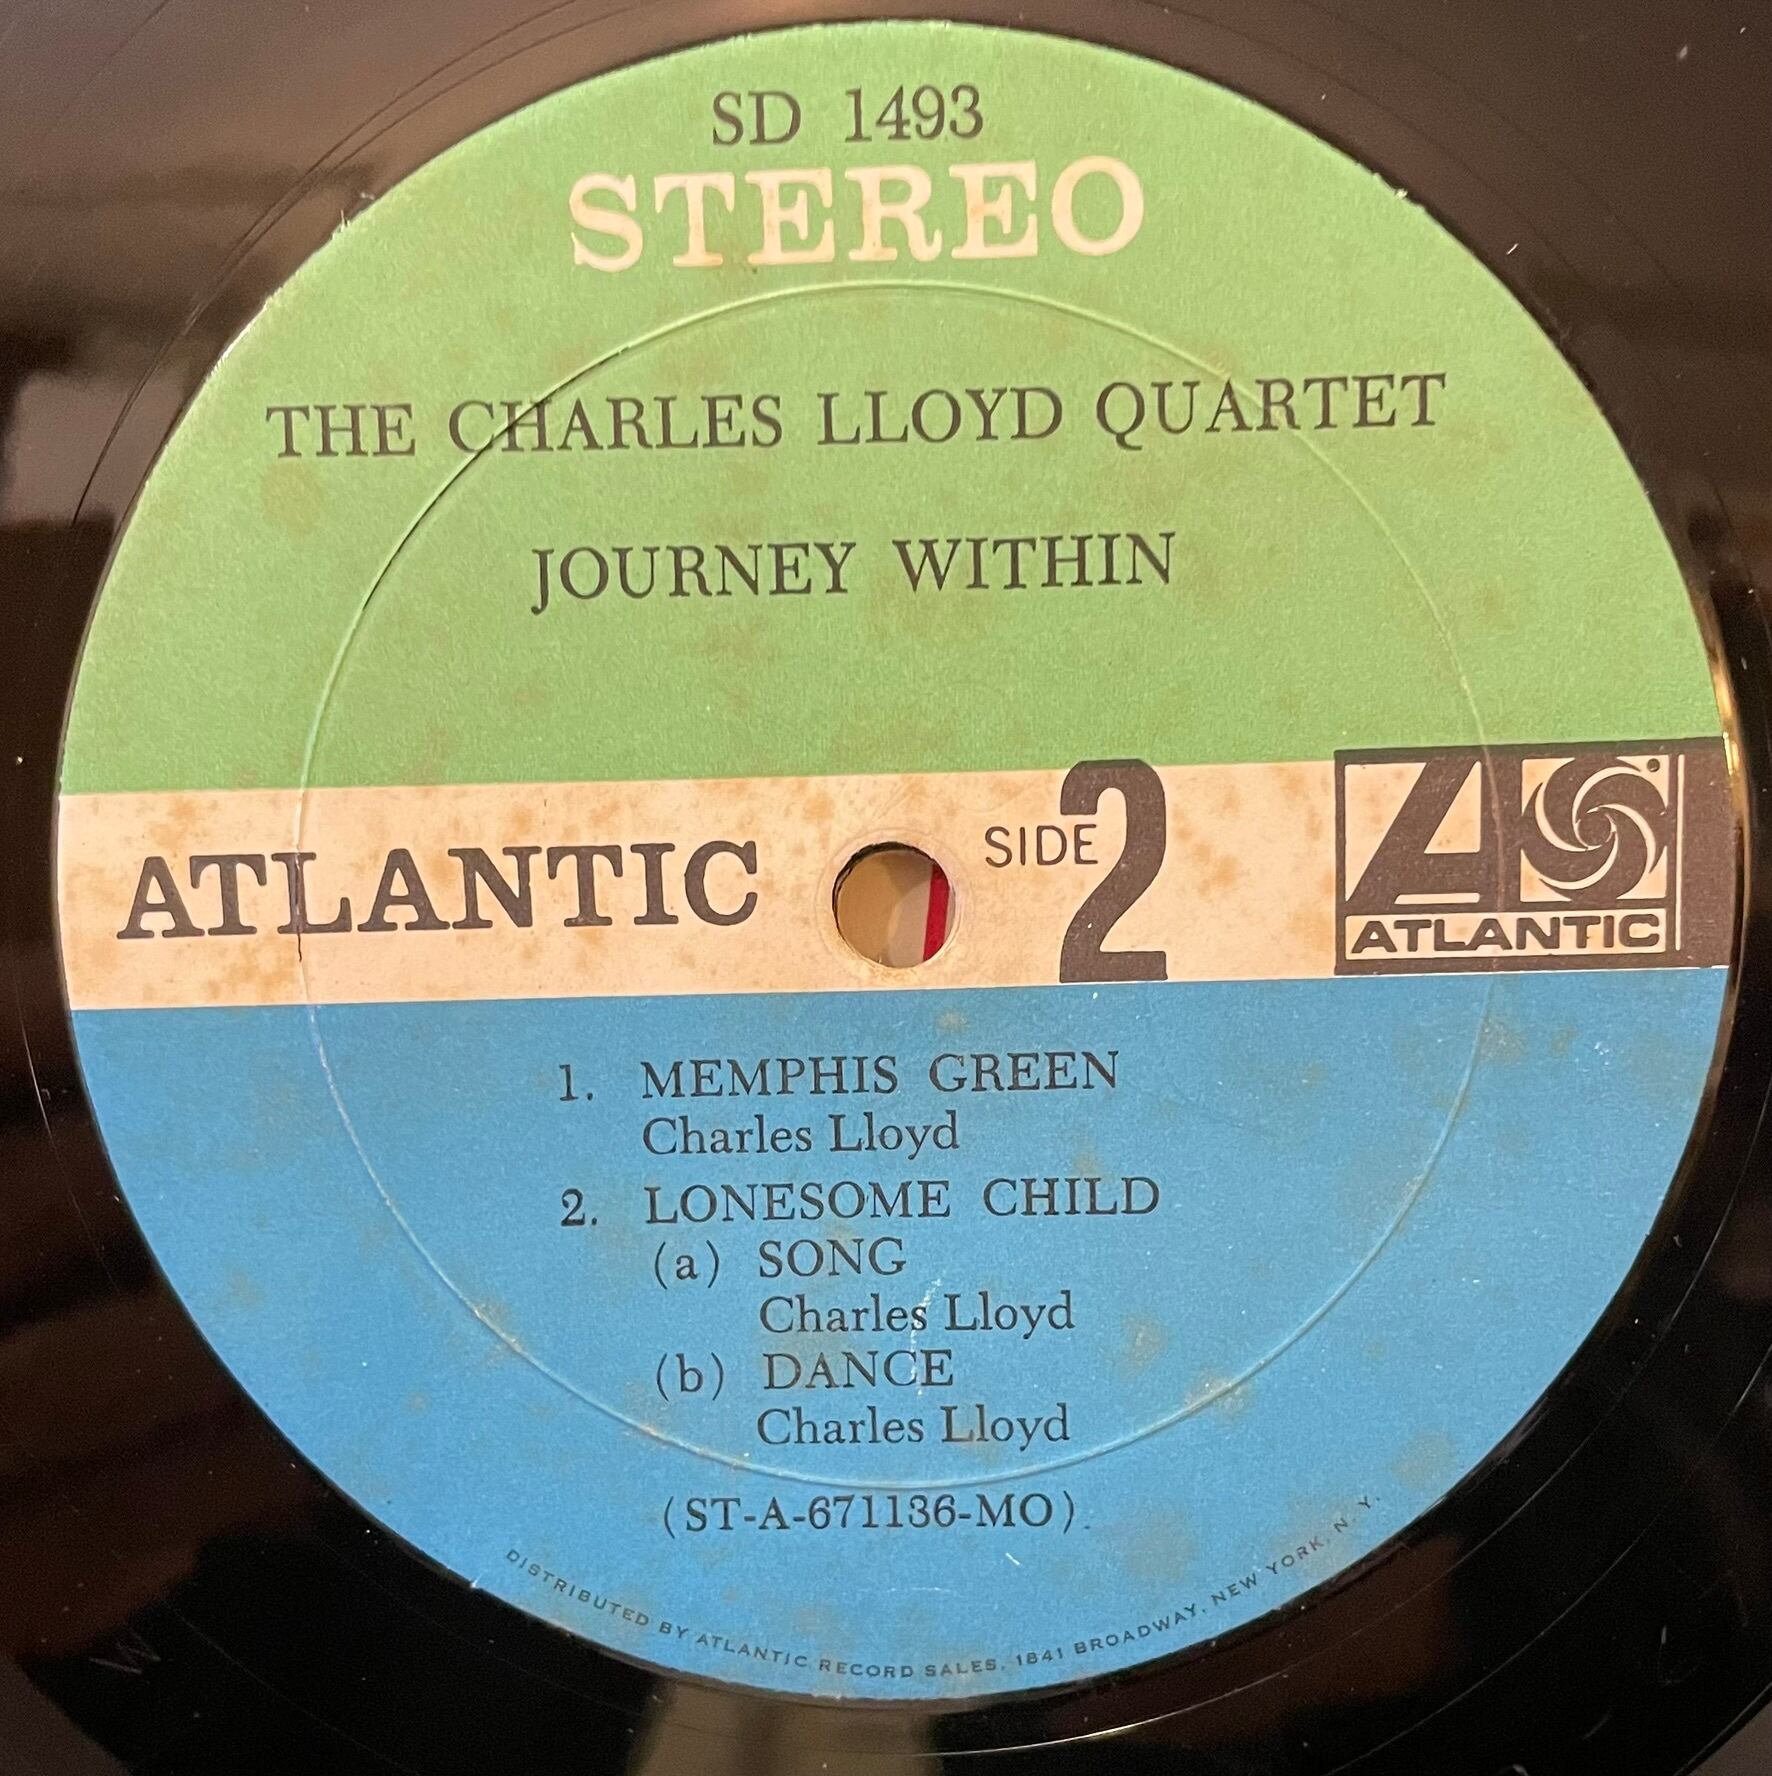 SD 1493
STEREO
THE CHARLES LLOYD QUARTET
JOURNEY WITHIN
ATLANTIC
SIDE 2
A
ATLANTIC
1. MEMPHIS GREEN
Charles Lloyd
2. LONESOME CHILD
(a) SONG
Charles Lloyd
(b) DANCE
Charles Lloyd
(ST-A-671136-MO)
DISTRIBUTED BY ATLANTIC RECORD SALES, 1841 BROADWAY, NEW YORK, N. Y.